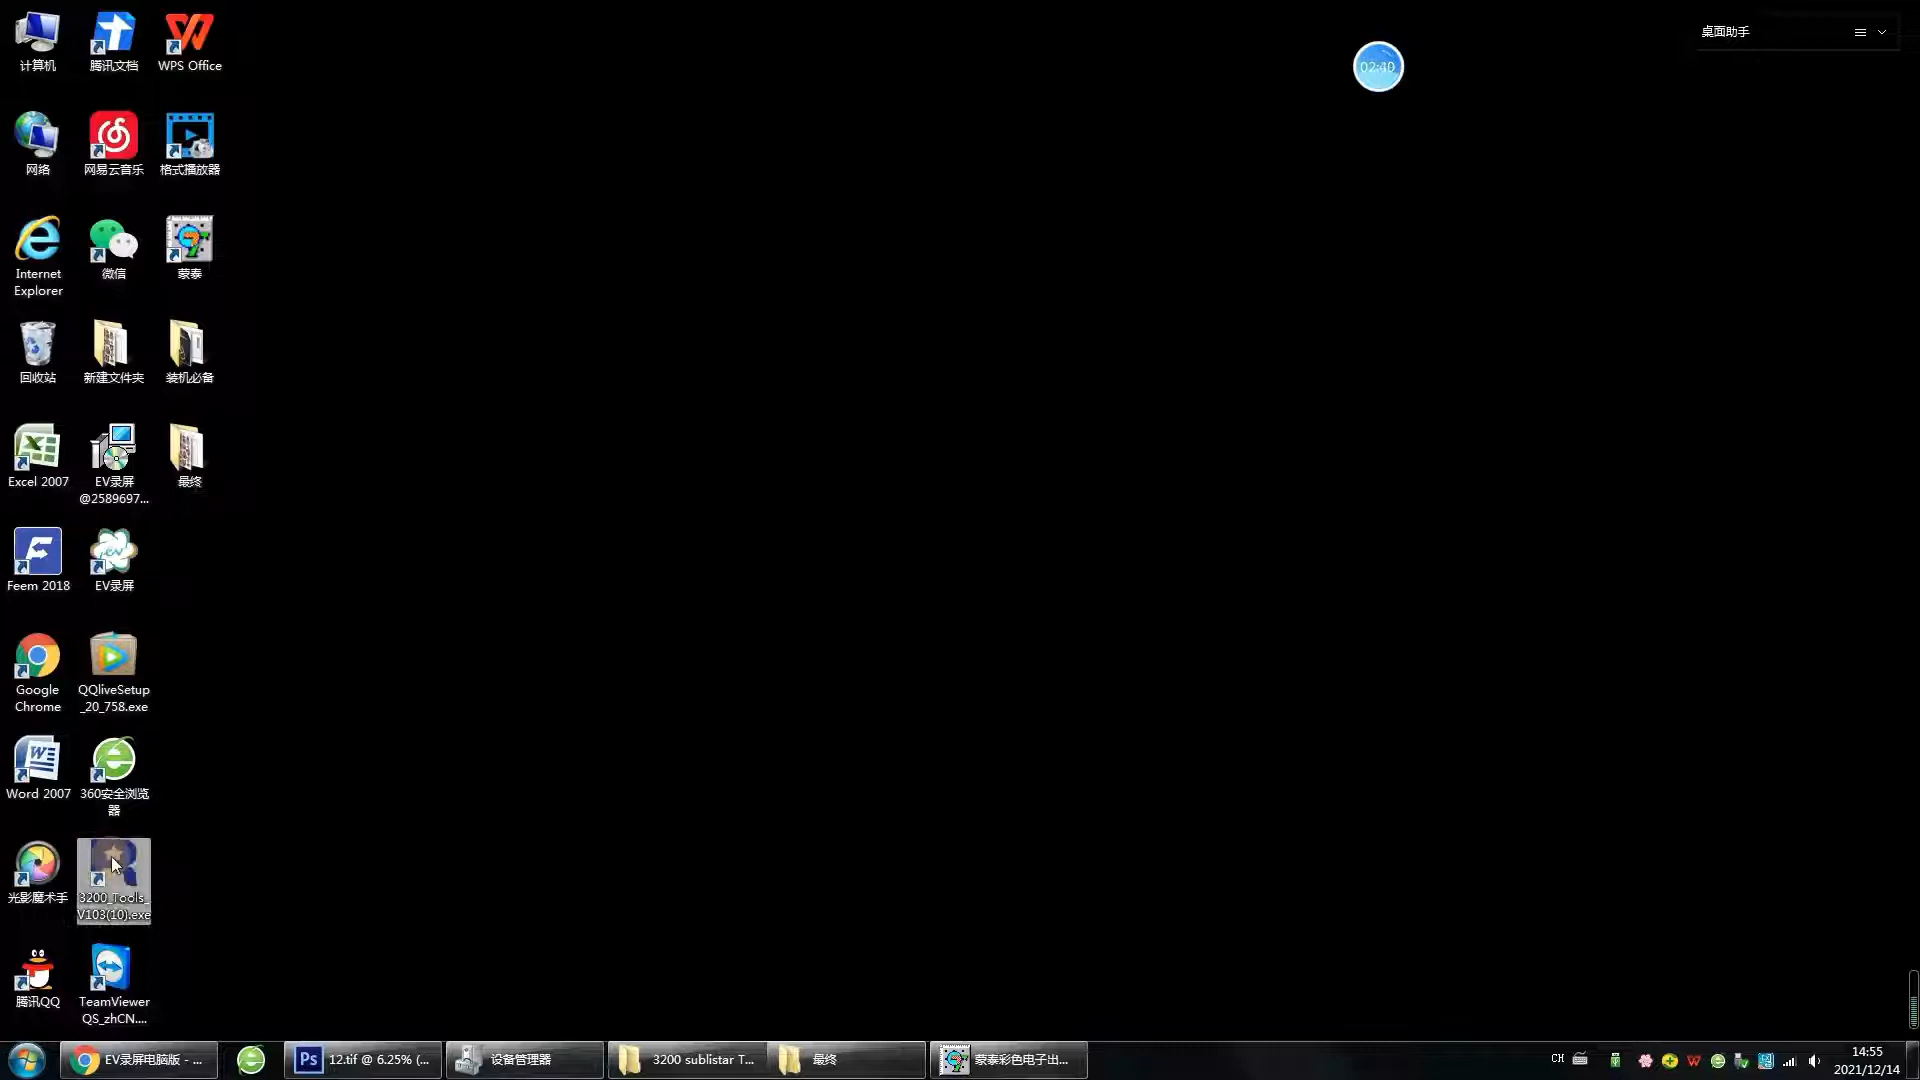 计算机
腾讯文档
WPS Office
网络
网易云音乐
格式播放器
Internet
Explorer
微信
蒙泰
回收站
新建文件夹
装机必备
Excel 2007
EV录屏
@2589697...
最终
Feem 2018
EV录屏
Google
Chrome
QQliveSetup
_20_758.exe
Word 2007
360安全浏览
器
光影魔术手
3200_Tools_
V103(10).exe
腾讯QQ
TeamViewer
QS_zhCN....
02:40
桌面助手
EV录屏电脑版 - ...
Ps
12.tif @ 6.25% (...
设备管理器
3200 sublistar T...
最终
蒙泰彩色电子出...
CH
14:55
2021/12/14